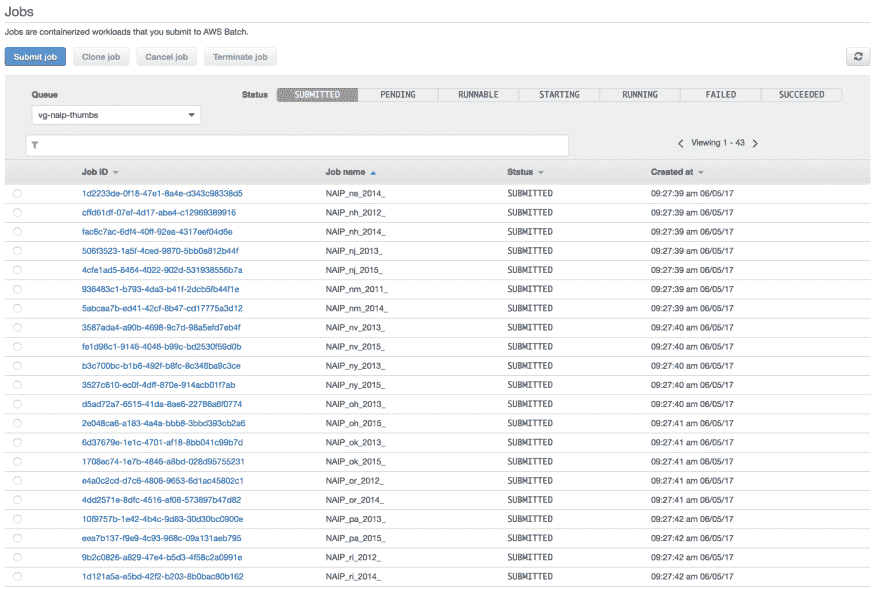 Jobs
Jobs are containerized workloads that you submit to AWS Batch.
Submit job Clone job Cancel job Terminate job
Queue Status SUBMITTED PENDING RUNNABLE STARTING RUNNING FAILED SUCCEEDED
vg-naip-thumbs
Viewing 1 - 43
Job ID Job name Status Created at
1d2233de-0f18-47e1-8a4e-d343c98338d5 NAIP_ne_2014_ SUBMITTED 09:27:39 am 06/05/17
cffd61df-07ef-4d17-abe4-c12969389916 NAIP_nh_2012_ SUBMITTED 09:27:39 am 06/05/17
fac6c7ac-6df4-40ff-92ea-4317eef04d6e NAIP_nh_2014_ SUBMITTED 09:27:39 am 06/05/17
506f3523-1a5f-4ced-9870-5bb0a812b44f NAIP_nj_2013_ SUBMITTED 09:27:39 am 06/05/17
4cfe1ad5-8464-4022-902d-531938556b7a NAIP_nj_2015_ SUBMITTED 09:27:39 am 06/05/17
936483c1-b793-4da3-b41f-2dcb5fb44f1e NAIP_nm_2011_ SUBMITTED 09:27:39 am 06/05/17
5abcaa7b-ed41-42cf-8b47-cd17775a3d12 NAIP_nm_2014_ SUBMITTED 09:27:39 am 06/05/17
3587ada4-a90b-4698-9c7d-98a5efd7eb4f NAIP_nv_2013_ SUBMITTED 09:27:40 am 06/05/17
fe1d96c1-9146-4046-b99c-bd2530f59d0b NAIP_nv_2015_ SUBMITTED 09:27:40 am 06/05/17
b3c700bc-b1b6-492f-b8fc-8c348ba9c3ce NAIP_ny_2013_ SUBMITTED 09:27:40 am 06/05/17
3527c610-ec0f-4dff-870e-914acb01f7ab NAIP_ny_2015_ SUBMITTED 09:27:40 am 06/05/17
d5ad72a7-6515-41da-8ae6-22786a6f0774 NAIP_oh_2013_ SUBMITTED 09:27:40 am 06/05/17
2e048ca6-a183-4a4a-bbb8-3bbd393cb2a6 NAIP_oh_2015_ SUBMITTED 09:27:41 am 06/05/17
6d37679e-1e1c-4701-af18-8bb041c99b7d NAIP_ok_2013_ SUBMITTED 09:27:41 am 06/05/17
1708ec74-1e7b-4846-a8bd-028d95755231 NAIP_ok_2015_ SUBMITTED 09:27:41 am 06/05/17
e4a0c2cd-d7c6-4806-9653-6d1ac45802c1 NAIP_or_2012_ SUBMITTED 09:27:41 am 06/05/17
4dd2571e-8dfc-4516-af08-573897b47d82 NAIP_or_2014_ SUBMITTED 09:27:41 am 06/05/17
10f9757b-1e42-4b4c-9d83-30d30bc0900e NAIP_pa_2013_ SUBMITTED 09:27:42 am 06/05/17
eea7b137-f9e9-4c93-968c-09a131aeb795 NAIP_pa_2015_ SUBMITTED 09:27:42 am 06/05/17
9b2c0826-a829-47e4-b5d3-4f58c2a0991e NAIP_ri_2012_ SUBMITTED 09:27:42 am 06/05/17
1d121a5a-e5bd-42f2-b203-8b0bac80b162 NAIP_ri_2014_ SUBMITTED 09:27:42 am 06/05/17